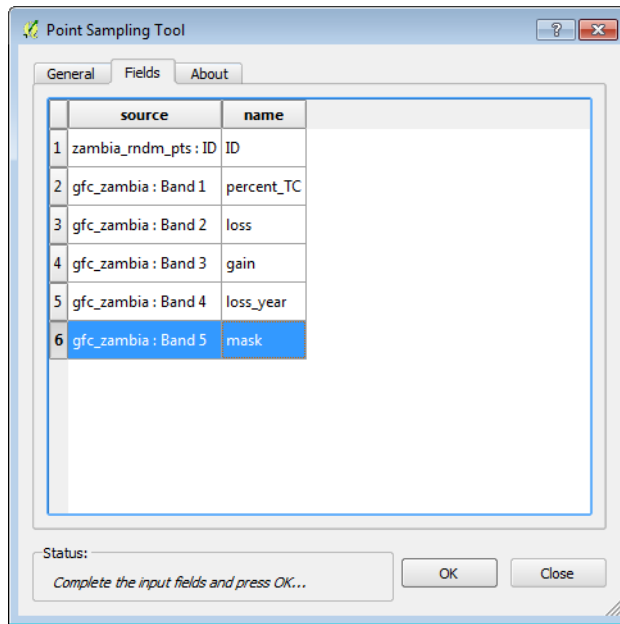 Point Sampling Tool
General Fields About
source name
1 zambia_rndm_pts : ID ID
2 gfc_zambia : Band 1 percent_TC
3 gfc_zambia : Band 2 loss
4 gfc_zambia : Band 3 gain
5 gfc_zambia : Band 4 loss_year
6 gfc_zambia : Band 5 mask
Status:
Complete the input fields and press OK...
OK Close